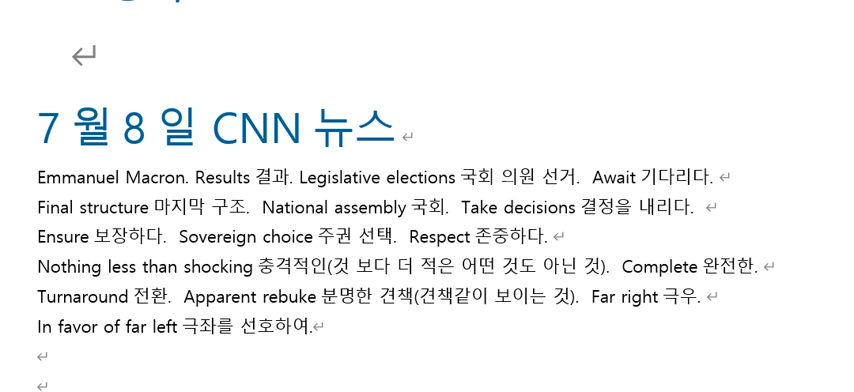 7 월 8 일 CNN 뉴스
Emmanuel Macron. Results 결과. Legislative elections 국회 의원 선거. Await 기다리다.
Final structure 마지막 구조. National assembly 국회. Take decisions 결정을 내리다.
Ensure 보장하다. Sovereign choice 주권 선택. Respect 존중하다.
Nothing less than shocking 충격적인(것 보다 더 적은 어떤 것도 아닌 것). Complete 완전한.
Turnaround 전환. Apparent rebuke 분명한 견책(견책같이 보이는 것). Far right 극우.
In favor of far left 극좌를 선호하여.